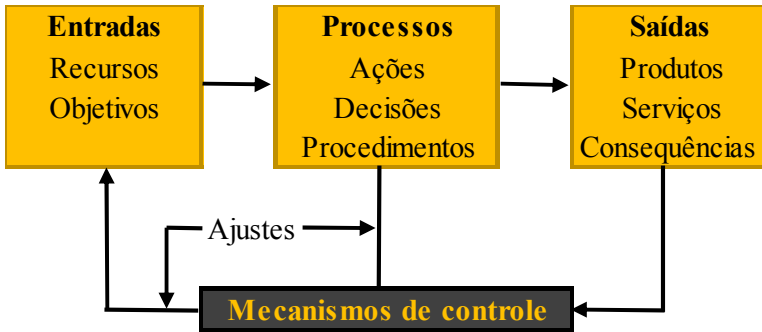 Entradas
Recursos
Objetivos
Processos
Ações
Decisões
Procedimentos
Saídas
Produtos
Serviços
Consequências
Ajustes
Mecanismos de controle